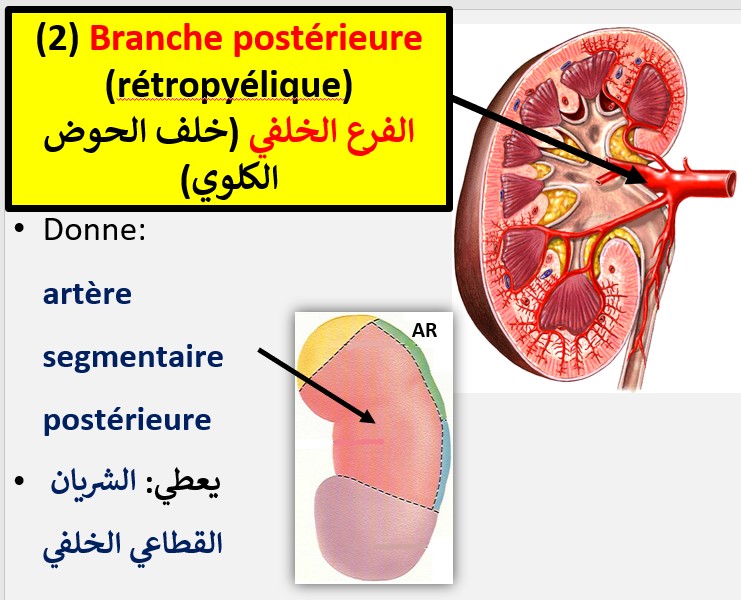 (2) Branche postérieure
(rétropyélique)
الفرع الخلفي (خلف الحوض
الكلوي)
• Donne:
artère
segmentaire
postérieure
• يعطي: الشريان
القطاعي الخلفي
AR